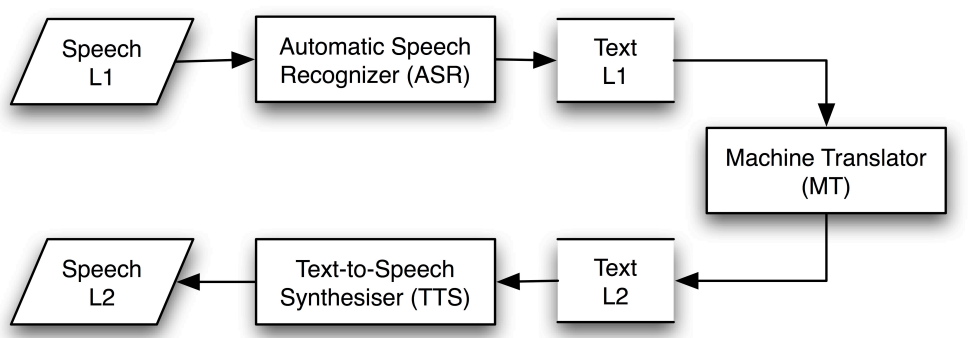 Speech
L1
Automatic Speech
Recognizer (ASR)
Text
L1
Machine Translator
(MT)
Speech
L2
Text-to-Speech
Synthesiser (TTS)
Text
L2